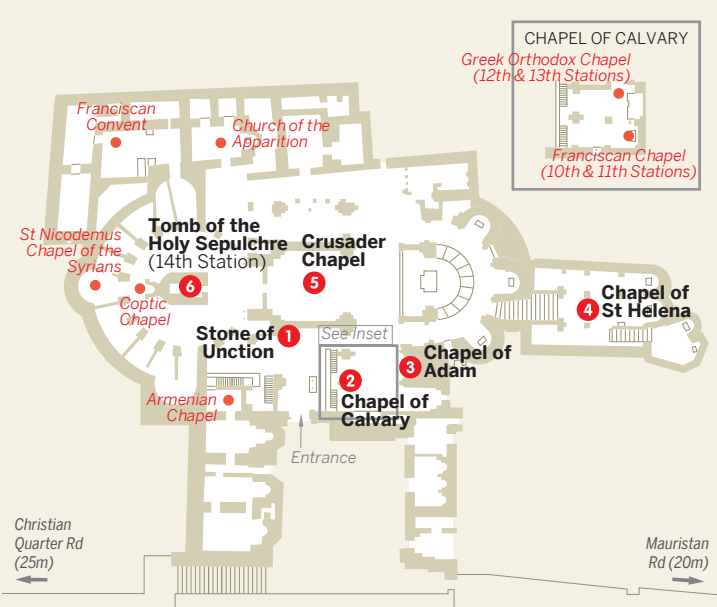 CHAPEL OF CALVARY
Greek Orthodox Chapel
(12th & 13th Stations)
Franciscan Chapel
(10th & 11th Stations)
Franciscan
Convent
Church of the
Apparition
St Nicodemus
Chapel of the
Syrians
Tomb of the
Holy Sepulchre
(14th Station)
6
Crusader
Chapel
5
Coptic
Chapel
Chapel of
St Helena
4
Stone of
Unction
1
See Inset
Chapel of
Adam
3
2
Chapel of
Calvary
Armenian
Chapel
Entrance
Christian
Quarter Rd
(25m)
Mauristan
Rd (20m)